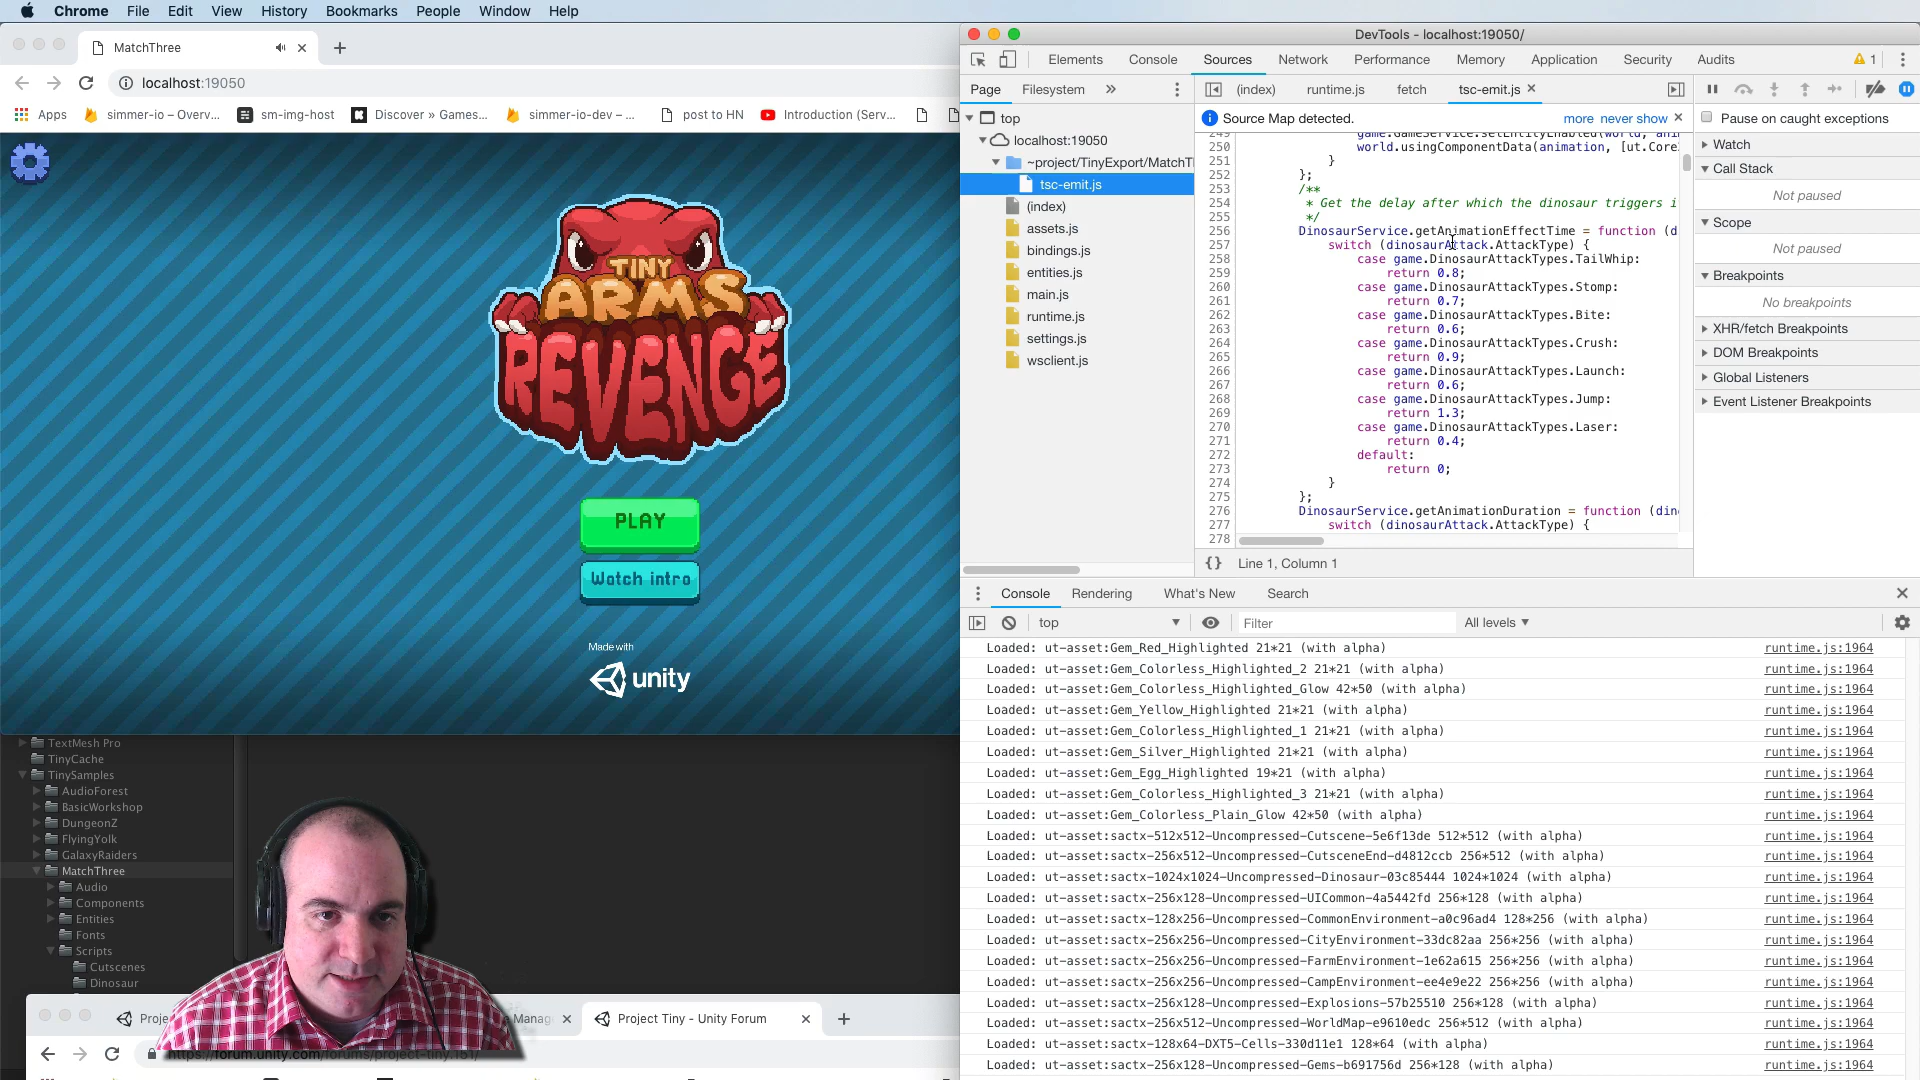 Chrome File Edit View History Bookmarks People Window Help
MatchThree
localhost:19050
Apps simmer-io – Overv... sm-img-host Discover » Games... simmer-io-dev – ... post to HN Introduction (Serv...
TINY
ARMS
REVENGE
PLAY
Watch intro
Made with
unity
TextMesh Pro
TinyCache
TinySamples
AudioForest
BasicWorkshop
DungeonZ
FlyingYolk
GalaxyRaiders
MatchThree
Audio
Components
Entities
Fonts
Scripts
Cutscenes
Dinosaur
Project Tiny - Unity Forum
https://forum.unity.com/forums/project-tiny.151/
DevTools - localhost:19050/
Elements Console Sources Network Performance Memory Application Security Audits 1
Page Filesystem »
top
localhost:19050
~project/TinyExport/MatchT
tsc-emit.js
(index)
assets.js
bindings.js
entities.js
main.js
runtime.js
settings.js
wsclient.js
(index) runtime.js fetch tsc-emit.js
Source Map detected. more never show
249 game.GameService.setEntityEnabled(world, ani
250 world.usingComponentData(animation, [ut.Core
251 }
252 };
253 /**
254 * Get the delay after which the dinosaur triggers i
255 */
256 DinosaurService.getAnimationEffectTime = function (d
257 switch (dinosaurAttack.AttackType) {
258 case game.DinosaurAttackTypes.TailWhip:
259 return 0.8;
260 case game.DinosaurAttackTypes.Stomp:
261 return 0.7;
262 case game.DinosaurAttackTypes.Bite:
263 return 0.6;
264 case game.DinosaurAttackTypes.Crush:
265 return 0.9;
266 case game.DinosaurAttackTypes.Launch:
267 return 0.6;
268 case game.DinosaurAttackTypes.Jump:
269 return 1.3;
270 case game.DinosaurAttackTypes.Laser:
271 return 0.4;
272 default:
273 return 0;
274 }
275 };
276 DinosaurService.getAnimationDuration = function (din
277 switch (dinosaurAttack.AttackType) {
278
{} Line 1, Column 1
Pause on caught exceptions
Watch
Call Stack
Not paused
Scope
Not paused
Breakpoints
No breakpoints
XHR/fetch Breakpoints
DOM Breakpoints
Global Listeners
Event Listener Breakpoints
Console Rendering What's New Search
top Filter All levels
Loaded: ut-asset:Gem_Red_Highlighted 21*21 (with alpha) runtime.js:1964
Loaded: ut-asset:Gem_Colorless_Highlighted_2 21*21 (with alpha) runtime.js:1964
Loaded: ut-asset:Gem_Colorless_Highlighted_Glow 42*50 (with alpha) runtime.js:1964
Loaded: ut-asset:Gem_Yellow_Highlighted 21*21 (with alpha) runtime.js:1964
Loaded: ut-asset:Gem_Colorless_Highlighted_1 21*21 (with alpha) runtime.js:1964
Loaded: ut-asset:Gem_Silver_Highlighted 21*21 (with alpha) runtime.js:1964
Loaded: ut-asset:Gem_Egg_Highlighted 19*21 (with alpha) runtime.js:1964
Loaded: ut-asset:Gem_Colorless_Highlighted_3 21*21 (with alpha) runtime.js:1964
Loaded: ut-asset:Gem_Colorless_Plain_Glow 42*50 (with alpha) runtime.js:1964
Loaded: ut-asset:sactx-512x512-Uncompressed-Cutscene-5e6f13de 512*512 (with alpha) runtime.js:1964
Loaded: ut-asset:sactx-256x512-Uncompressed-CutsceneEnd-d4812ccb 256*512 (with alpha) runtime.js:1964
Loaded: ut-asset:sactx-1024x1024-Uncompressed-Dinosaur-03c85444 1024*1024 (with alpha) runtime.js:1964
Loaded: ut-asset:sactx-256x128-Uncompressed-UICommon-4a5442fd 256*128 (with alpha) runtime.js:1964
Loaded: ut-asset:sactx-128x256-Uncompressed-CommonEnvironment-a0c96ad4 128*256 (with alpha) runtime.js:1964
Loaded: ut-asset:sactx-256x256-Uncompressed-CityEnvironment-33dc82aa 256*256 (with alpha) runtime.js:1964
Loaded: ut-asset:sactx-256x256-Uncompressed-FarmEnvironment-1e62a615 256*256 (with alpha) runtime.js:1964
Loaded: ut-asset:sactx-256x256-Uncompressed-CampEnvironment-ee4e9e22 256*256 (with alpha) runtime.js:1964
Loaded: ut-asset:sactx-256x128-Uncompressed-Explosions-57b25510 256*128 (with alpha) runtime.js:1964
Loaded: ut-asset:sactx-256x512-Uncompressed-WorldMap-e9610edc 256*512 (with alpha) runtime.js:1964
Loaded: ut-asset:sactx-128x64-DXT5-Cells-330d11e1 128*64 (with alpha) runtime.js:1964
Loaded: ut-asset:sactx-256x128-Uncompressed-Gems-b691756d 256*128 (with alpha) runtime.js:1964